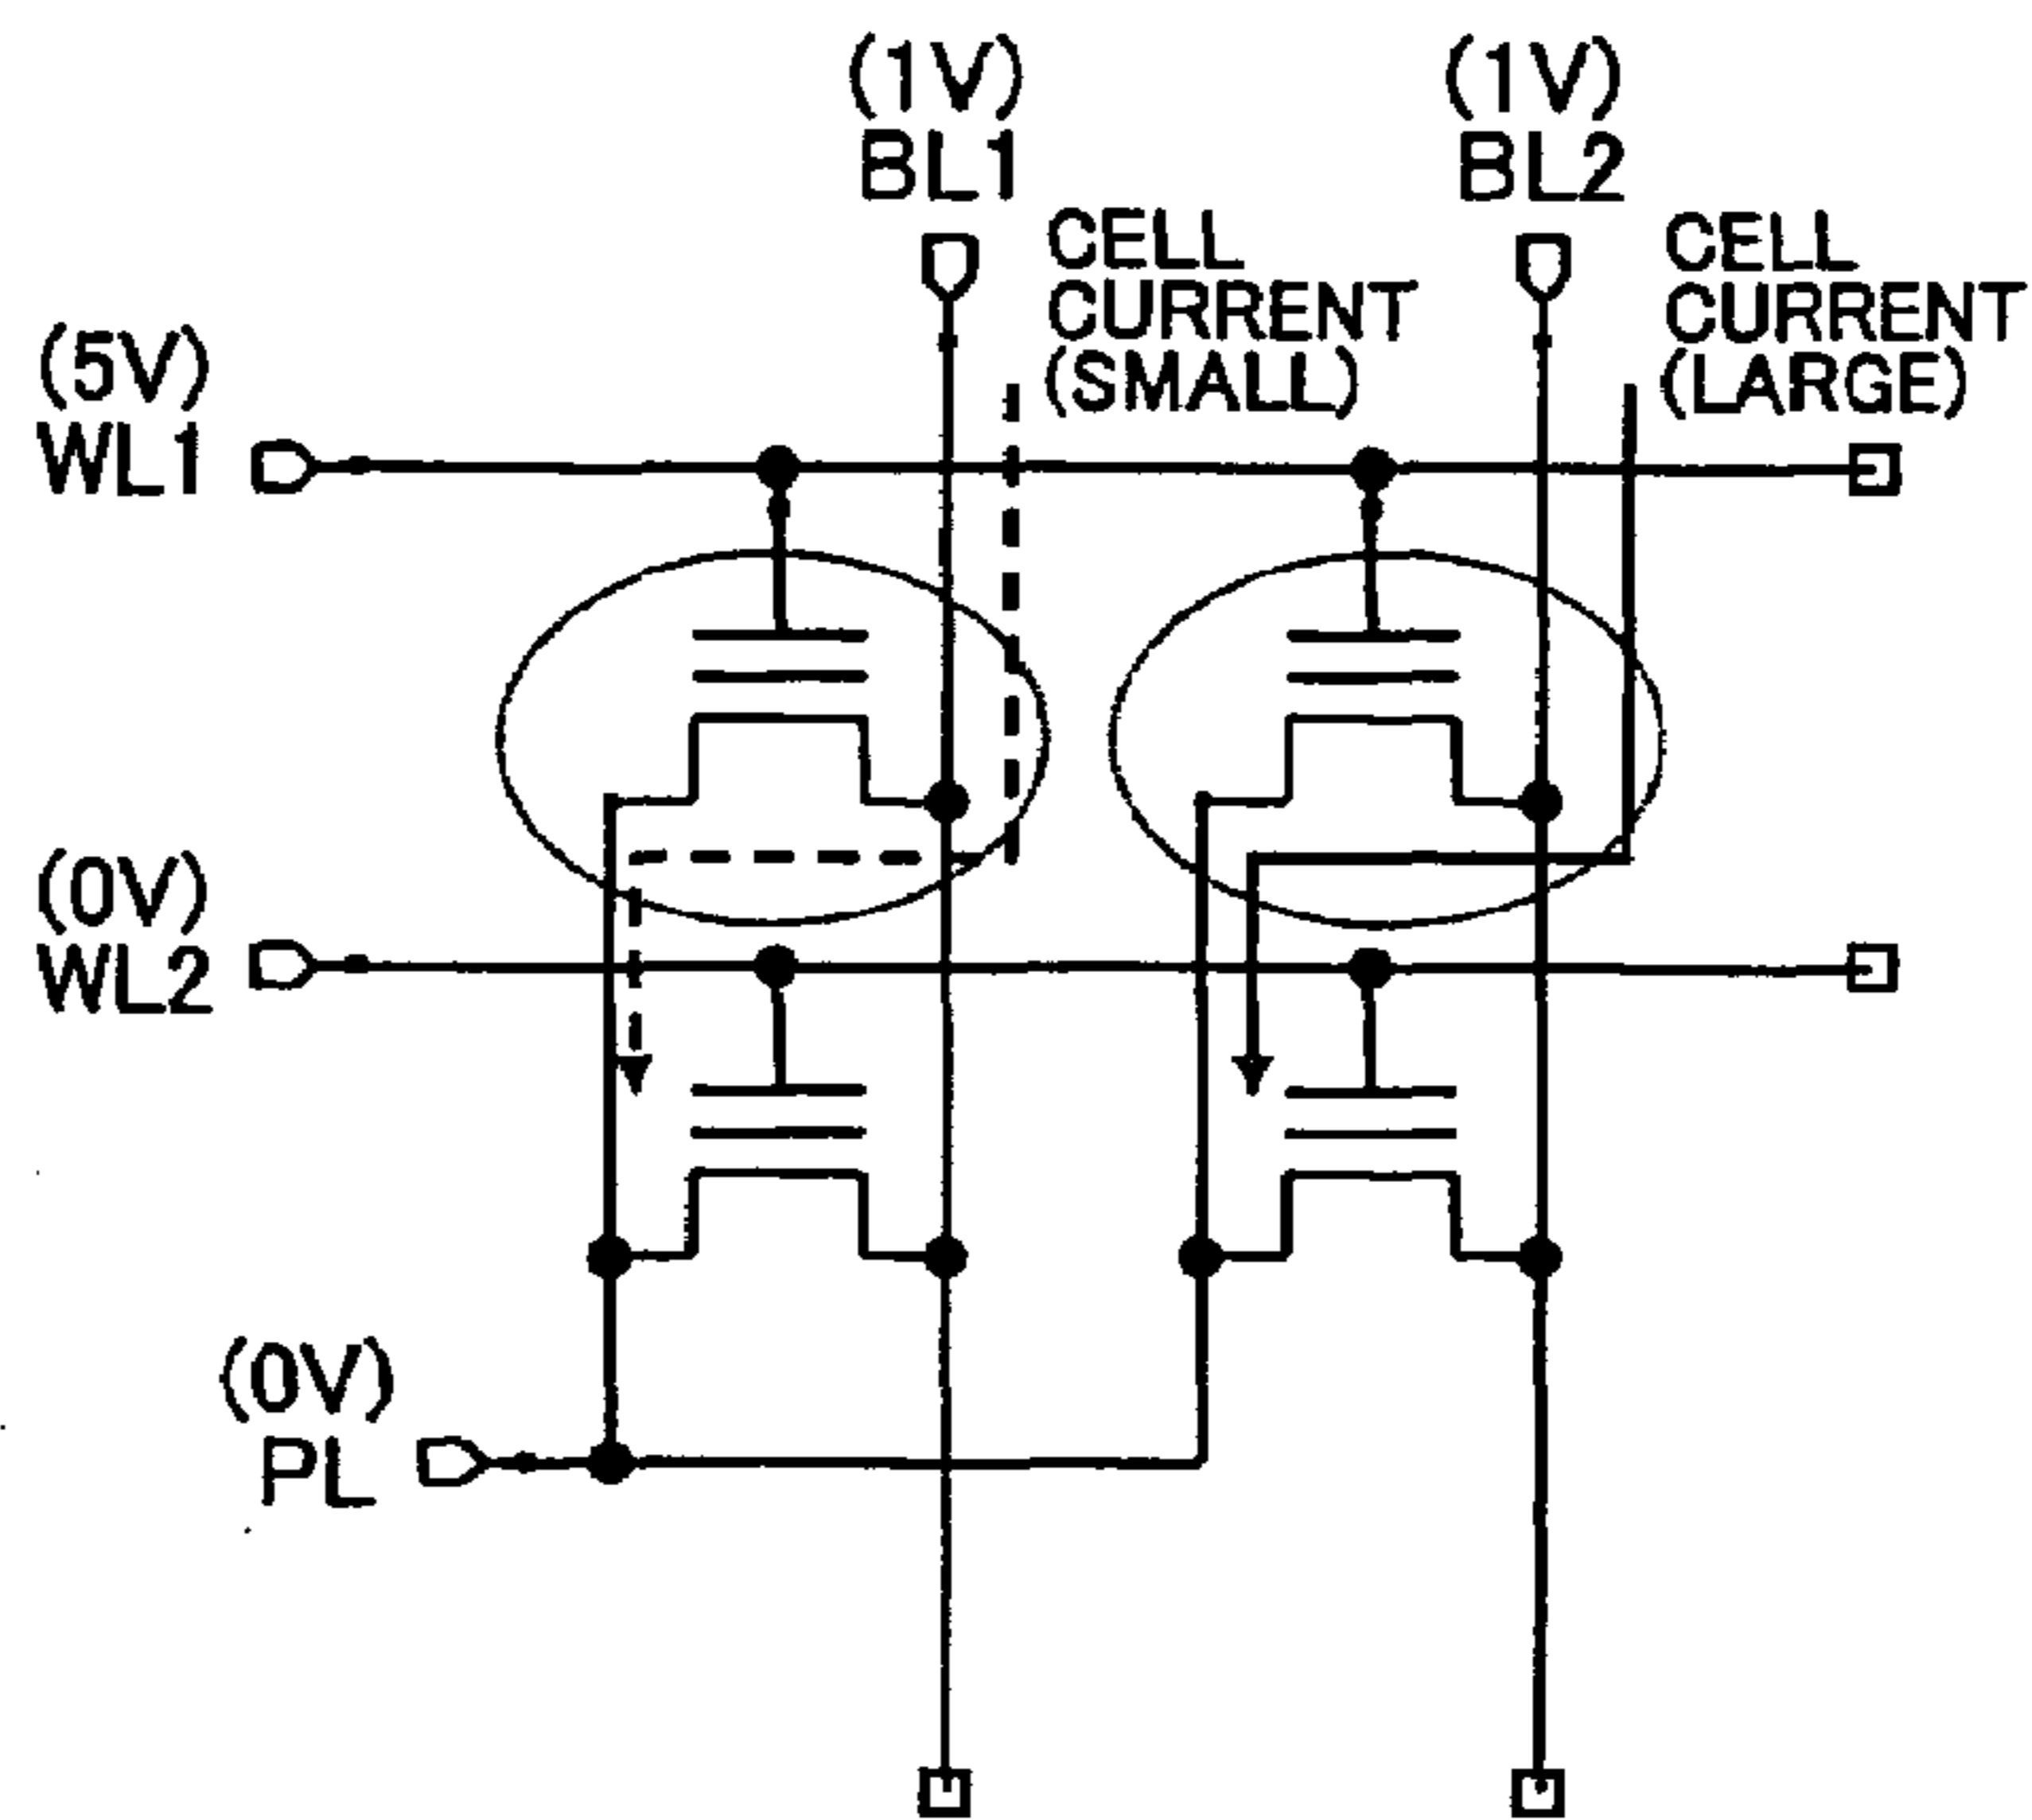 (1V)
BL1
(1V)
BL2
CELL
CURRENT
(SMALL)
CELL
CURRENT
(LARGE)
(5V)
WL1
(0V)
WL2
(0V)
PL